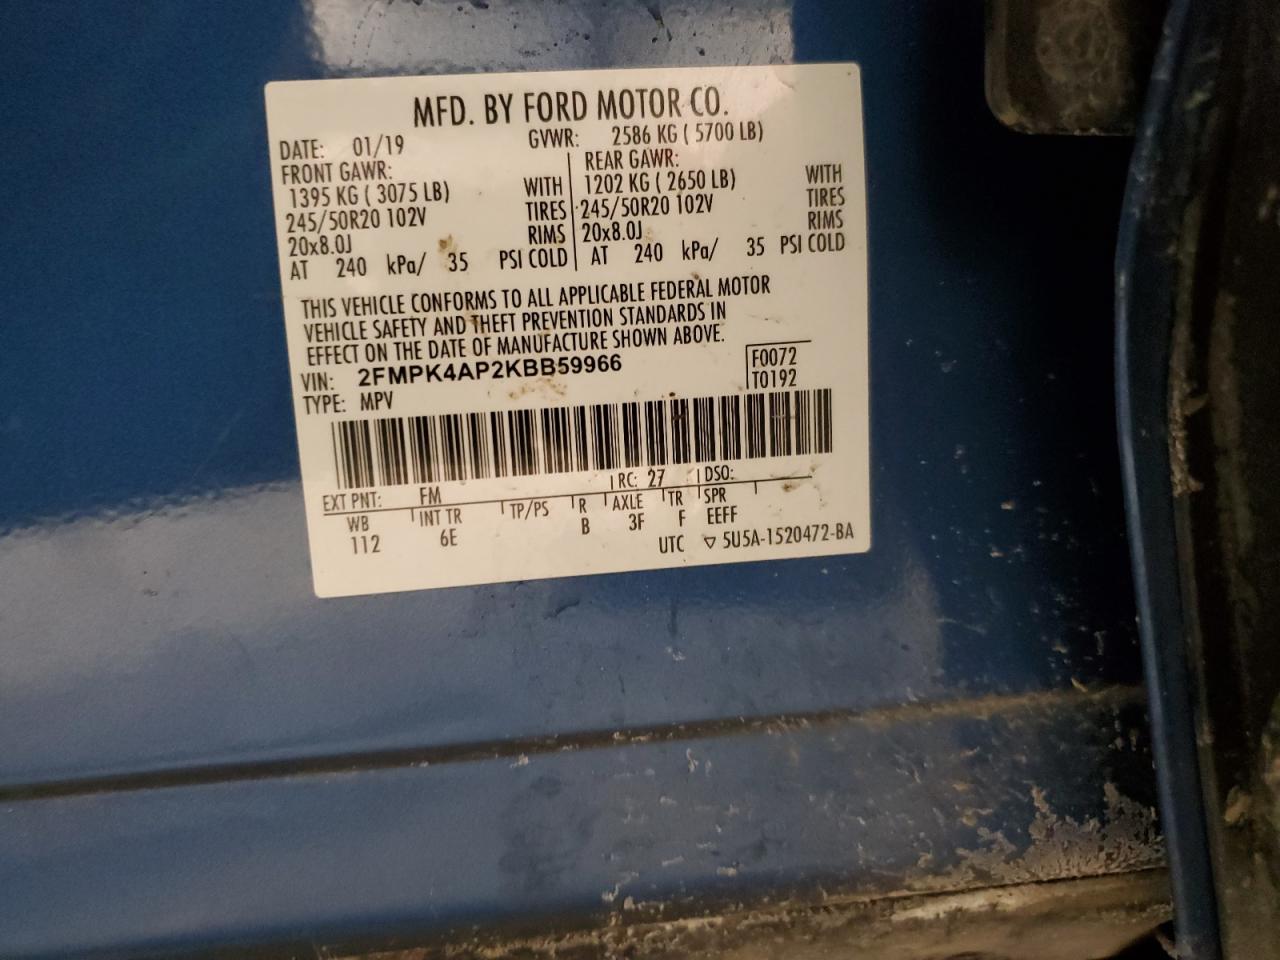 MFD. BY FORD MOTOR CO.
DATE: 01/19 GVWR: 2586 KG ( 5700 LB)
FRONT GAWR: REAR GAWR:
1395 KG ( 3075 LB) WITH 1202 KG ( 2650 LB) WITH
245/50R20 102V TIRES 245/50R20 102V TIRES
20x8.0J RIMS 20x8.0J RIMS
AT 240 kPa/ 35 PSI COLD AT 240 kPa/ 35 PSI COLD
THIS VEHICLE CONFORMS TO ALL APPLICABLE FEDERAL MOTOR
VEHICLE SAFETY AND THEFT PREVENTION STANDARDS IN
EFFECT ON THE DATE OF MANUFACTURE SHOWN ABOVE.
VIN: 2FMPK4AP2KBB59966 F0072
TYPE: MPV T0192
EXT PNT: FM RC: 27 DSO:
WB INT TR TP/PS R AXLE TR SPR
112 6E B 3F F EEFF
UTC ▽ 5U5A-1520472-BA